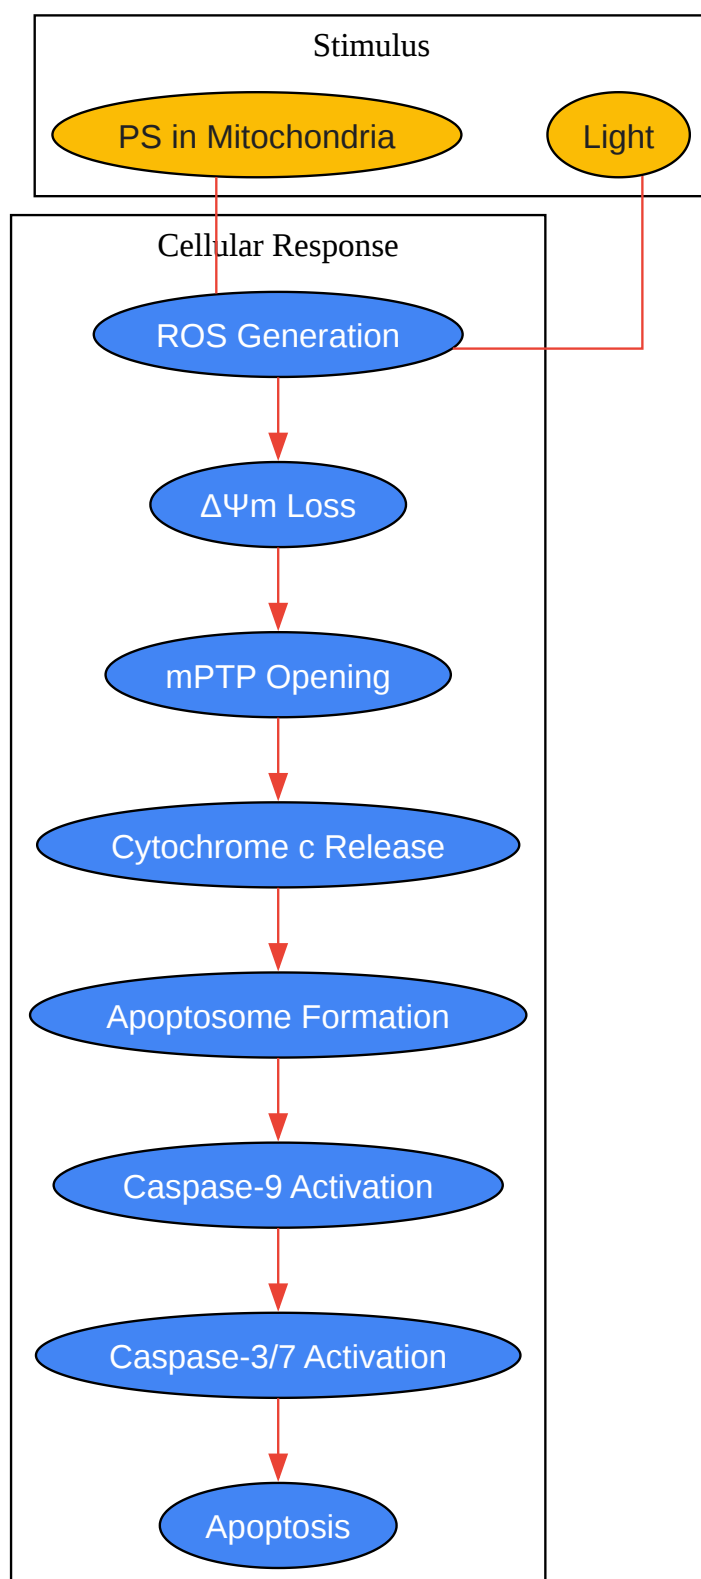 Stimulus
PS in Mitochondria
Light
Cellular Response
ROS Generation
ΔΨm Loss
mPTP Opening
Cytochrome c Release
Apoptosome Formation
Caspase-9 Activation
Caspase-3/7 Activation
Apoptosis